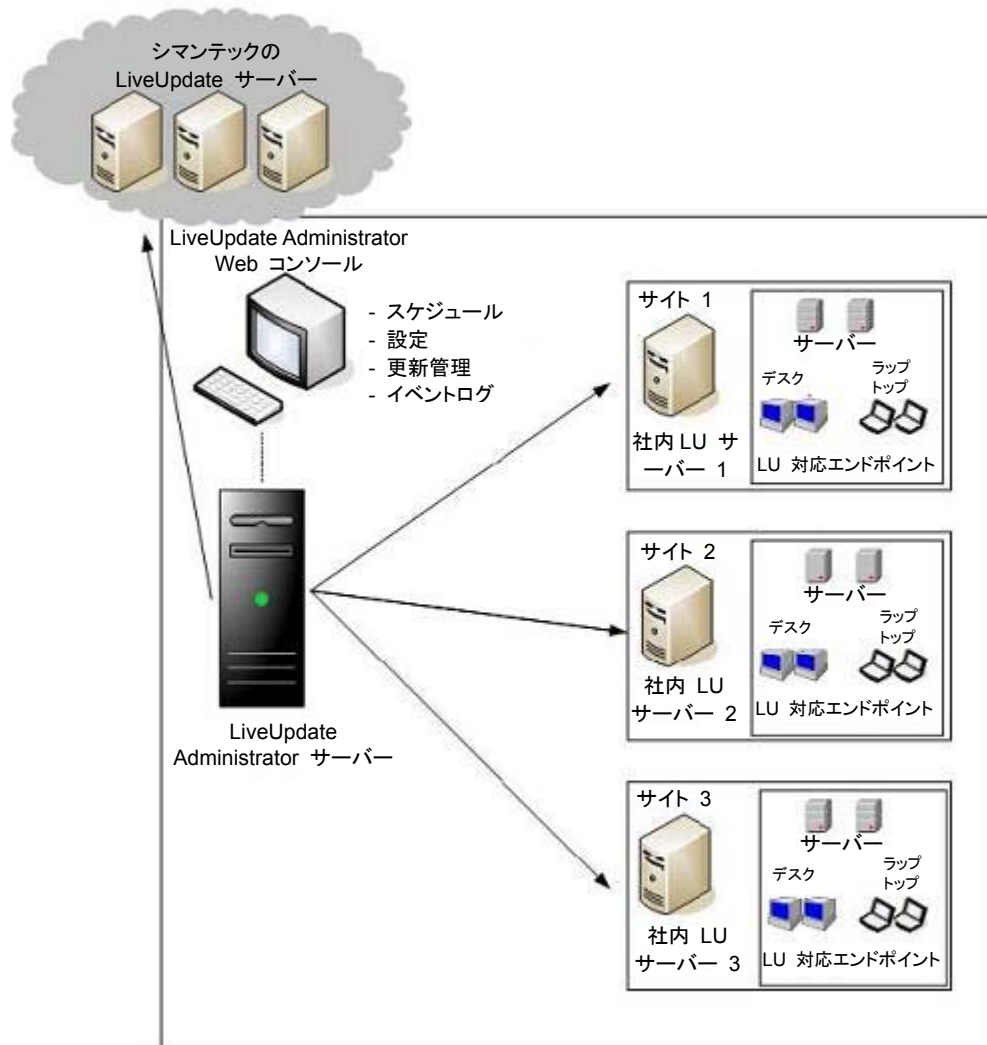 シマンテックの
LiveUpdate サーバー
LiveUpdate Administrator
Web コンソール
- スケジュール
- 設定
- 更新管理
- イベントログ
LiveUpdate
Administrator サーバー
サイト 1
社内 LU サ
ーバー 1
サーバー
デスク
ラップ
トップ
LU 対応エンドポイント
サイト 2
社内 LU
サーバー 2
サーバー
デスク
ラップ
トップ
LU 対応エンドポイント
サイト 3
社内 LU
サーバー 3
サーバー
デスク
ラップ
トップ
LU 対応エンドポイント